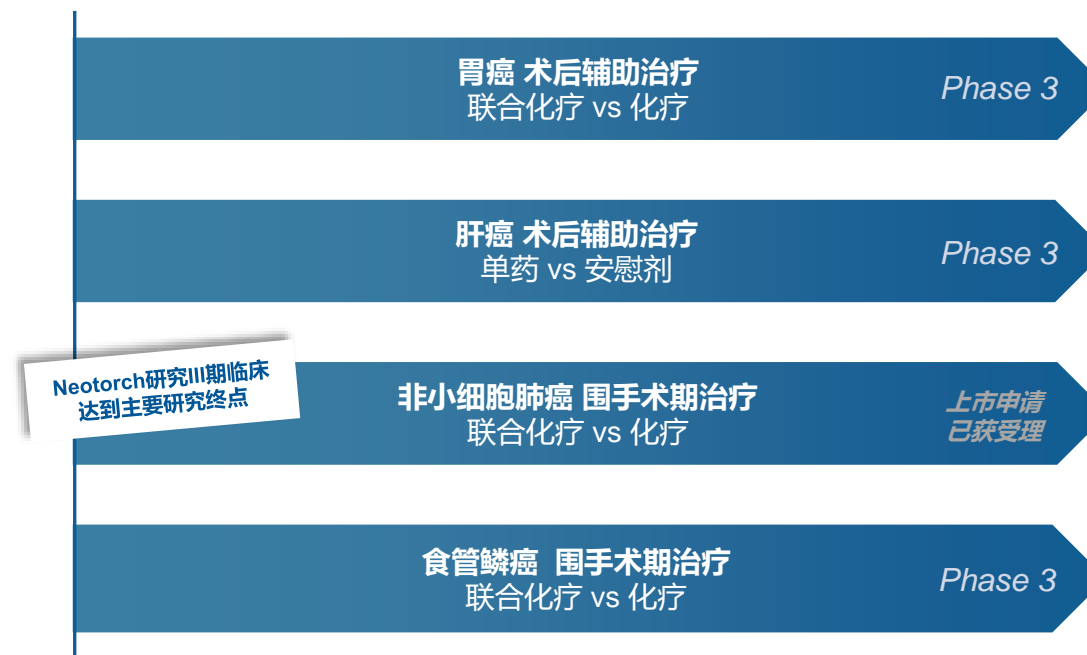 胃癌 术后辅助治疗
联合化疗 vs 化疗
Phase 3
肝癌 术后辅助治疗
单药 vs 安慰剂
Phase 3
Neotorch研究III期临床
达到主要研究终点
非小细胞肺癌 围手术期治疗
联合化疗 vs 化疗
上市申请
已获受理
食管鳞癌 围手术期治疗
联合化疗 vs 化疗
Phase 3